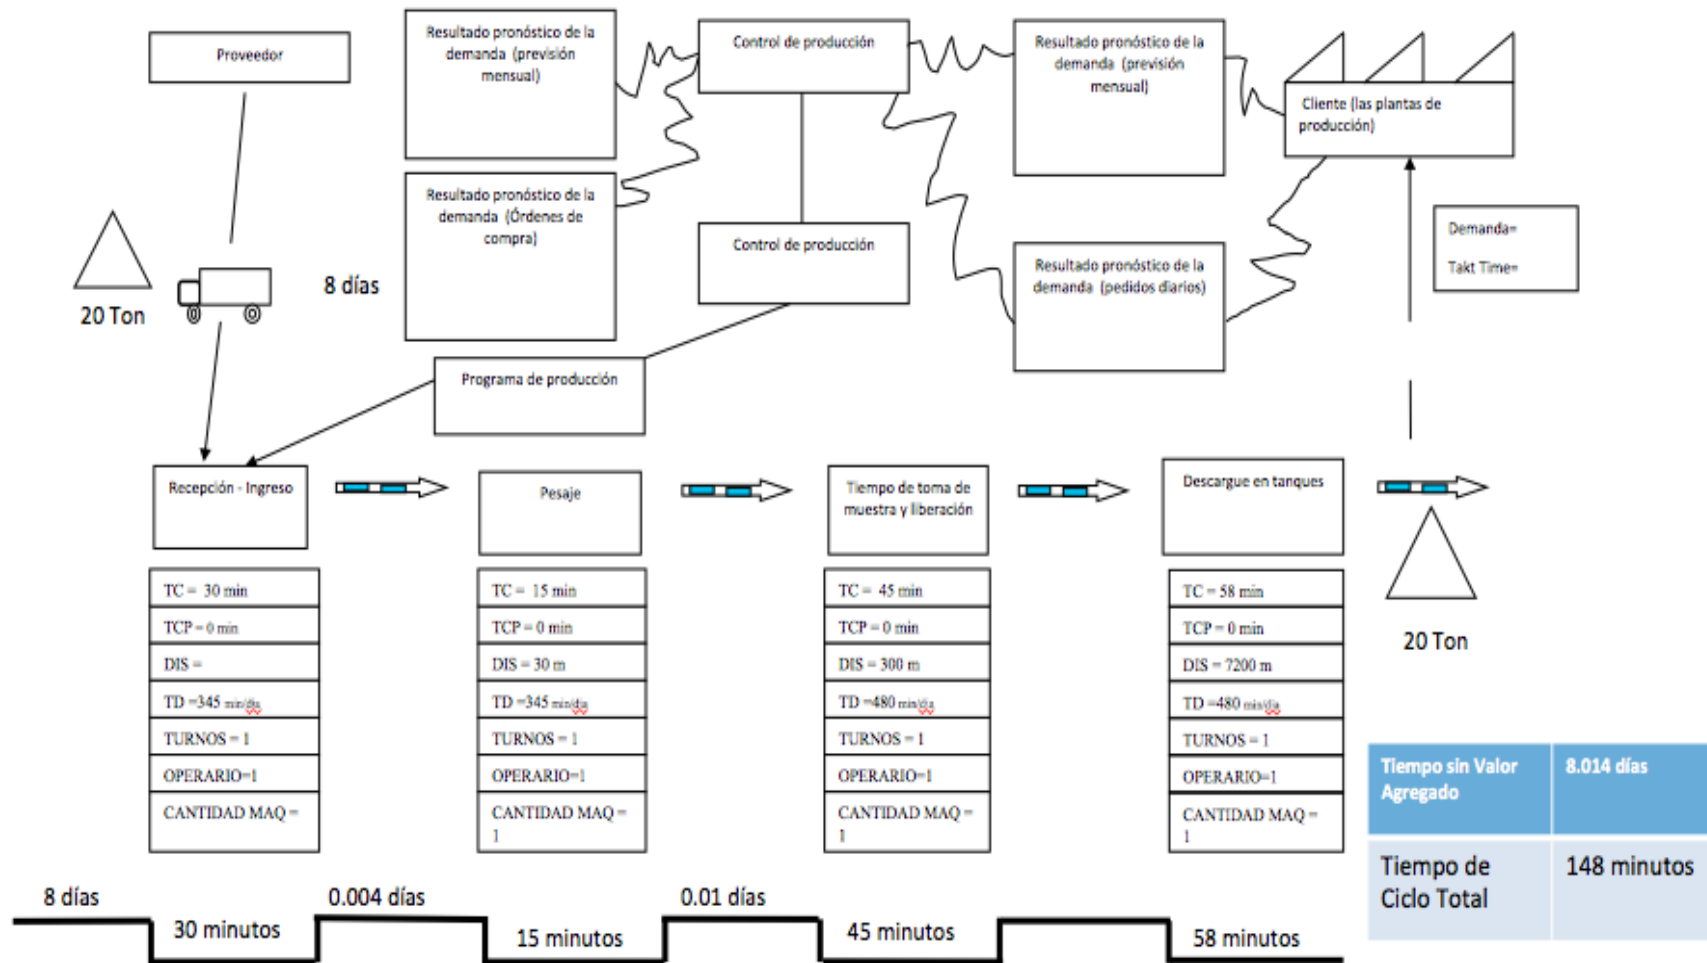 Proveedor
Resultado pronóstico de la
demanda (previsión
mensual)
Control de producción
Resultado pronóstico de la
demanda (previsión
mensual)
Cliente (las plantas de
producción)
Resultado pronóstico de la
demanda (Órdenes de
compra)
Control de producción
Resultado pronóstico de la
demanda (pedidos diarios)
Demanda=
Takt Time=
20 Ton
8 días
Programa de producción
Recepción - Ingreso
Pesaje
Tiempo de toma de
muestra y liberación
Descargue en tanques
20 Ton
TC = 30 min
TCP = 0 min
DIS =
TD =345 min/dia
TURNOS = 1
OPERARIO=1
CANTIDAD MAQ =
TC = 15 min
TCP = 0 min
DIS = 30 m
TD =345 min/dia
TURNOS = 1
OPERARIO=1
CANTIDAD MAQ =
1
TC = 45 min
TCP = 0 min
DIS = 300 m
TD =480 min/dia
TURNOS = 1
OPERARIO=1
CANTIDAD MAQ =
1
TC = 58 min
TCP = 0 min
DIS = 7200 m
TD =480 min/dia
TURNOS = 1
OPERARIO=1
CANTIDAD MAQ =
1
Tiempo sin Valor
Agregado
8.014 días
Tiempo de
Ciclo Total
148 minutos
8 días
30 minutos
0.004 días
15 minutos
0.01 días
45 minutos
58 minutos